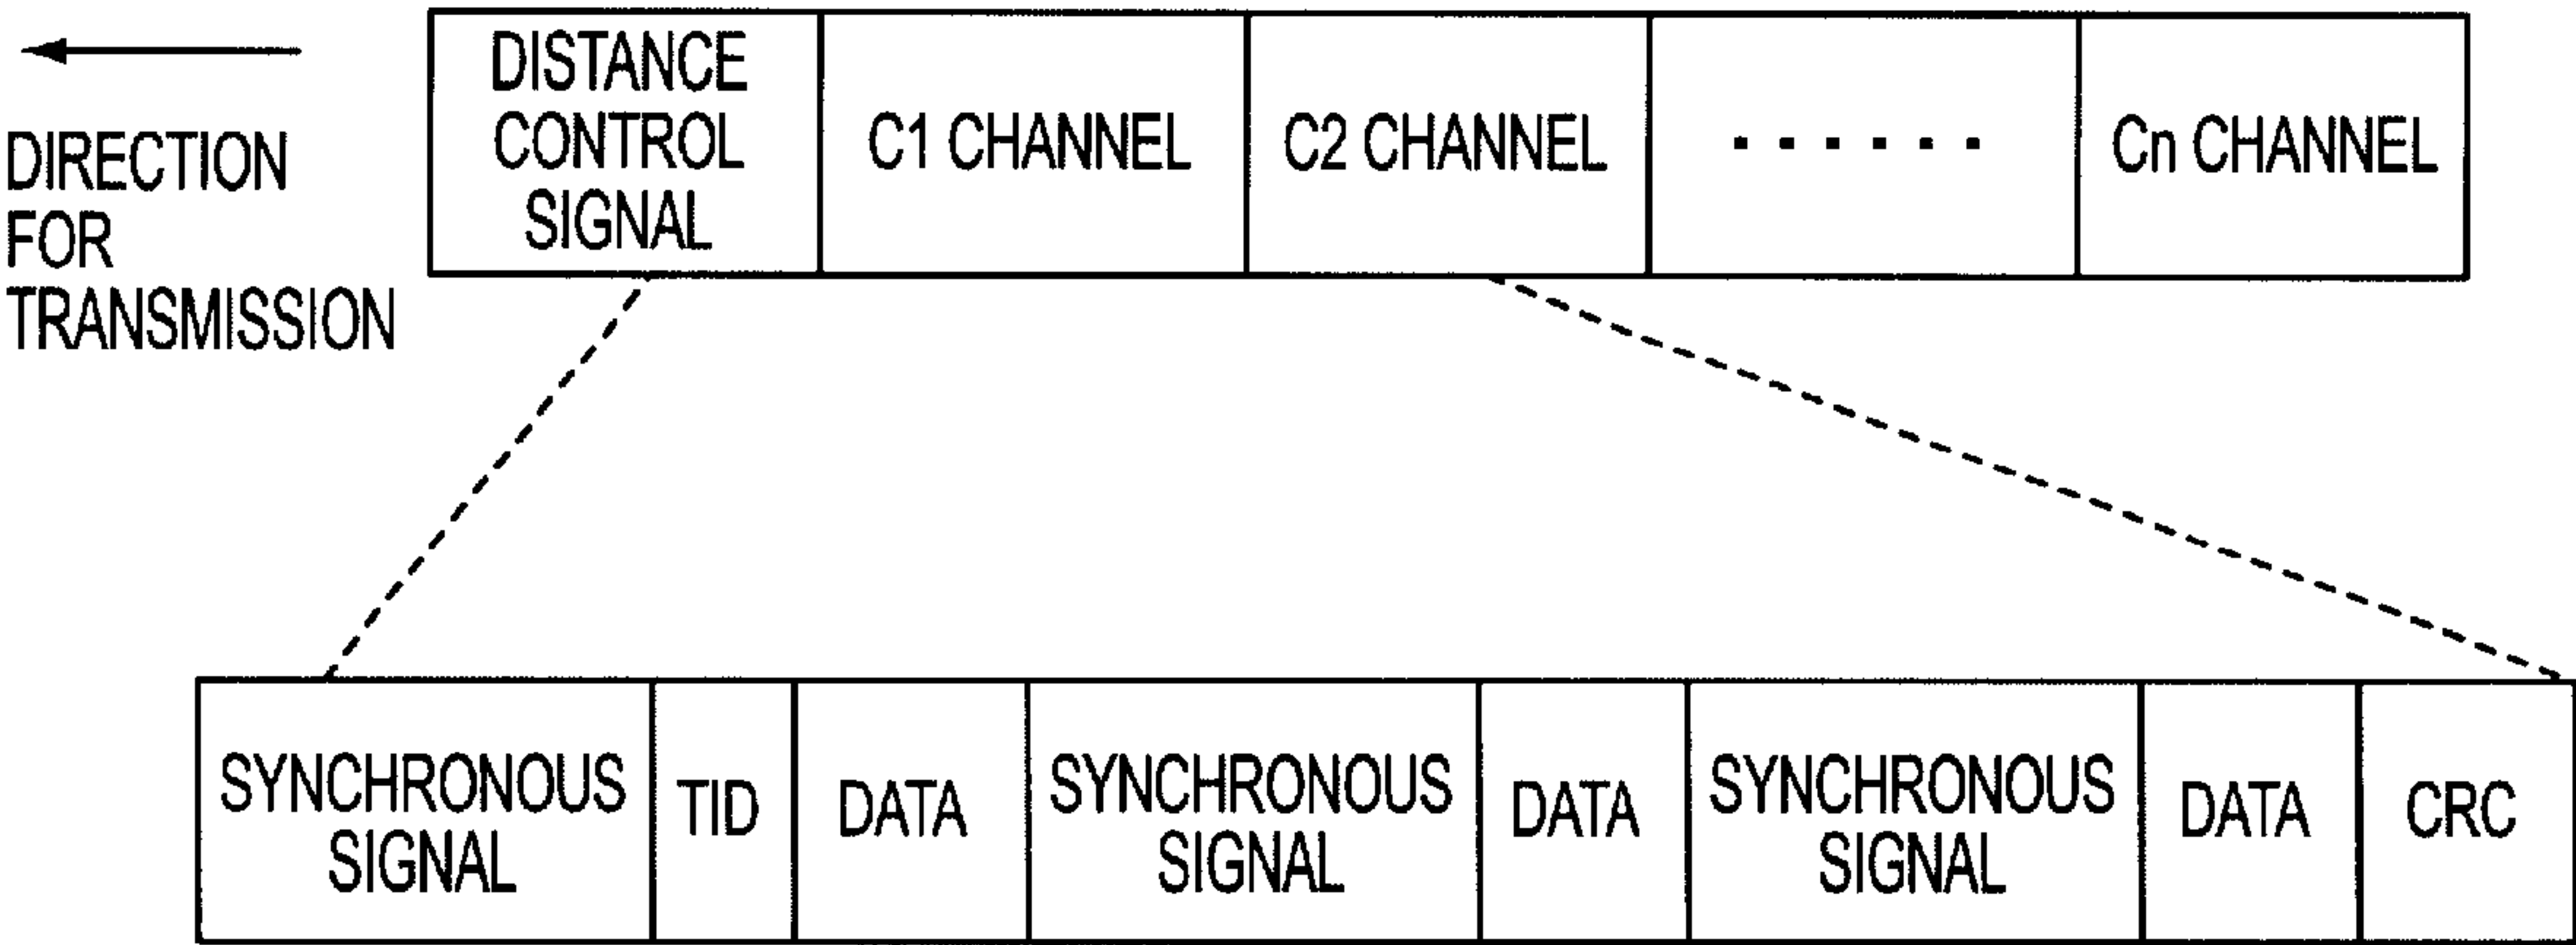 DIRECTION
FOR
TRANSMISSION
DISTANCE
CONTROL
SIGNAL
C1 CHANNEL
C2 CHANNEL
......
Cn CHANNEL
SYNCHRONOUS
SIGNAL
TID
DATA
SYNCHRONOUS
SIGNAL
DATA
SYNCHRONOUS
SIGNAL
DATA
CRC